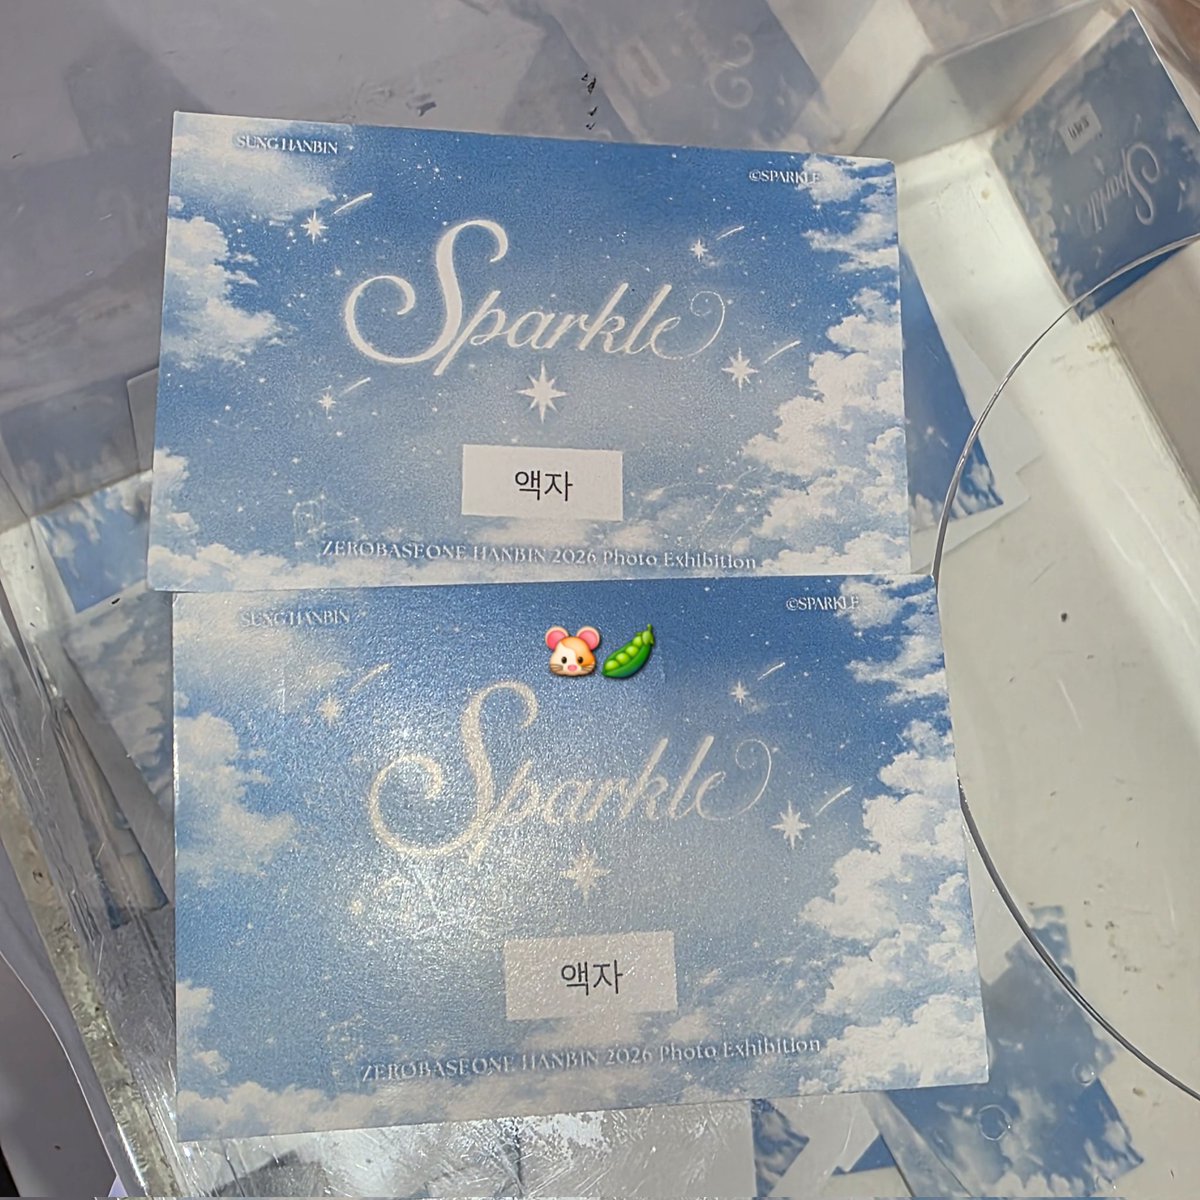 SUNG HANBIN
©SPARKLE
Sparkle
액자
ZEROBASEONE HANBIN 2026 Photo Exhibition
SUNG HANBIN
©SPARKLE
Sparkle
액자
ZEROBASEONE HANBIN 2026 Photo Exhibition
Sparkle